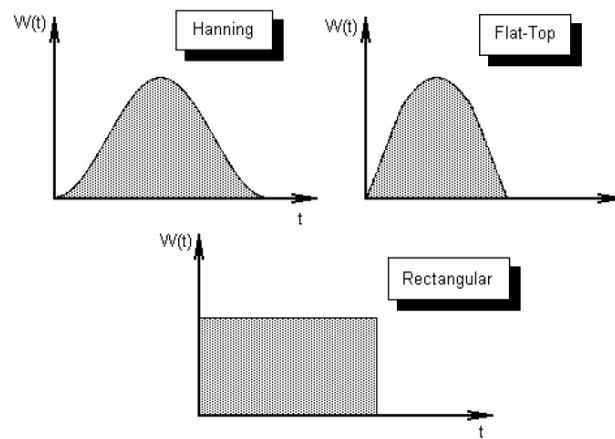 W(t)
Hanning
t
W(t)
Flat-Top
W(t)
Rectangular
t